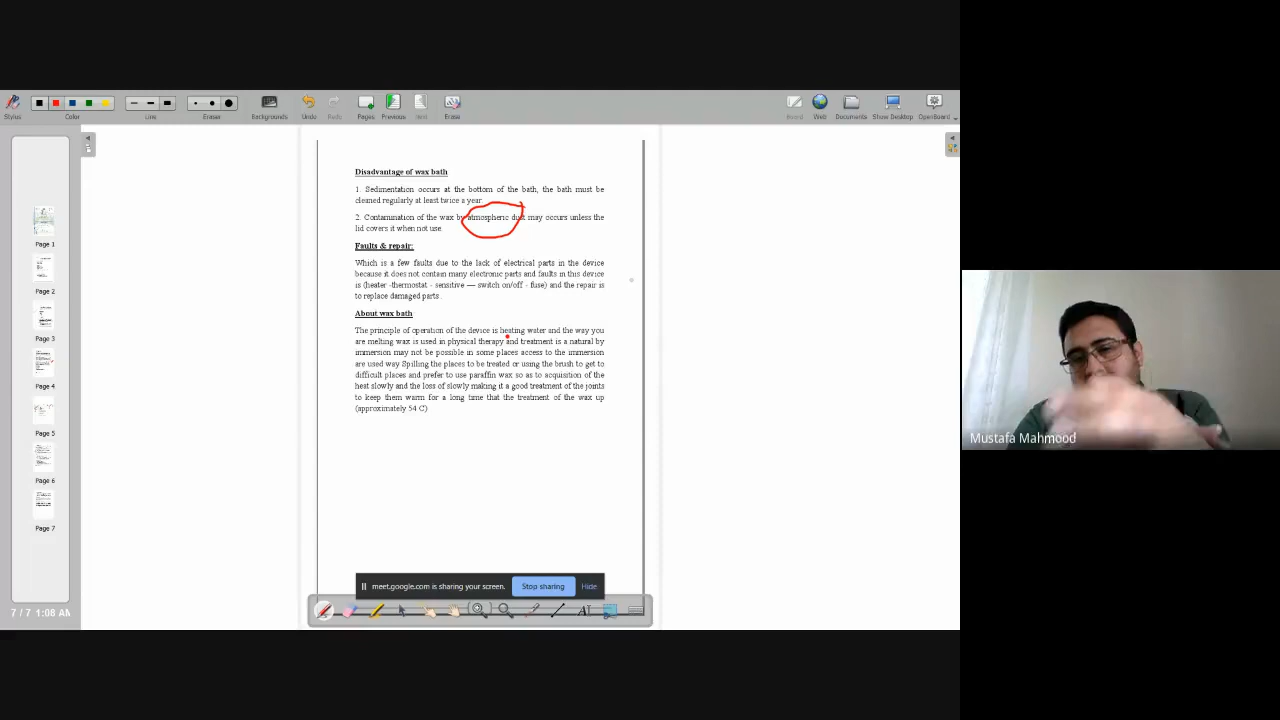 Stylus
Color
Line
Eraser
Backgrounds
Undo
Redo
Pages
Previous
Next
Erase
Board
Web
Documents
Show Desktop
OpenBoard
Page 1
Page 2
Page 3
Page 4
Page 5
Page 6
Page 7
7 / 7 1:08 AM
Disadvantage of wax bath
1. Sedimentation occurs at the bottom of the bath, the bath must be
cleaned regularly at least twice a year.
2. Contamination of the wax by atmospheric dust may occurs unless the
lid covers it when not use.
Faults & repair:
Which is a few faults due to the lack of electrical parts in the device
because it does not contain many electronic parts and faults in this device
is (heater -thermostat - sensitive — switch on/off - fuse) and the repair is
to replace damaged parts.
About wax bath
The principle of operation of the device is heating water and the way you
are melting wax is used in physical therapy and treatment is a natural by
immersion may not be possible in some places access to the immersion
are used way Spilling the places to be treated or using the brush to get to
difficult places and prefer to use paraffin wax so as to acquisition of the
heat slowly and the loss of slowly making it a good treatment of the joints
to keep them warm for a long time that the treatment of the wax up
(approximately 54 C)
meet.google.com is sharing your screen.
Stop sharing
Hide
Mustafa Mahmood